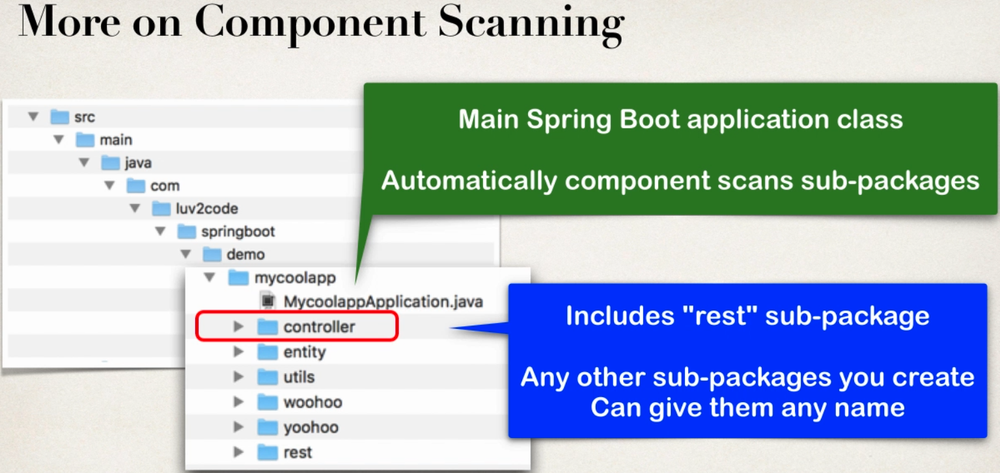 More on Component Scanning
src
main
java
com
luv2code
springboot
demo
mycoolapp
MycoolappApplication.java
controller
entity
utils
woohoo
yoohoo
rest
Main Spring Boot application class
Automatically component scans sub-packages
Includes "rest" sub-package
Any other sub-packages you create
Can give them any name